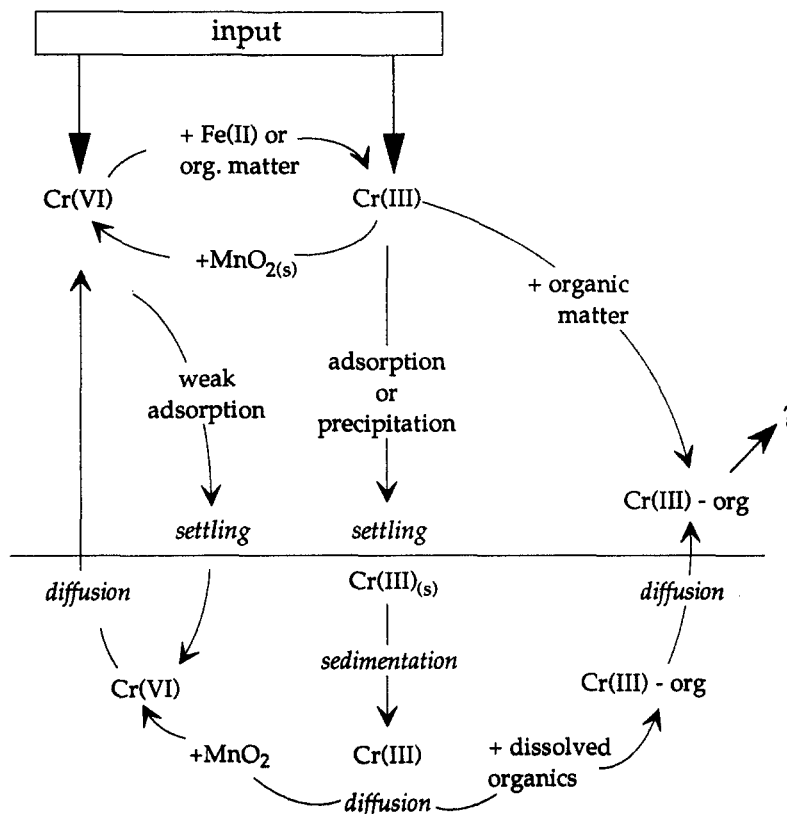 input
+ Fe(II) or
org. matter
Cr(VI)
Cr(III)
+MnO2(s)
+ organic
matter
weak
adsorption
adsorption
or
precipitation
?
Cr(III) - org
settling
settling
diffusion
Cr(III)(s)
diffusion
sedimentation
Cr(VI)
Cr(III) - org
+MnO2
Cr(III)
+ dissolved
organics
diffusion